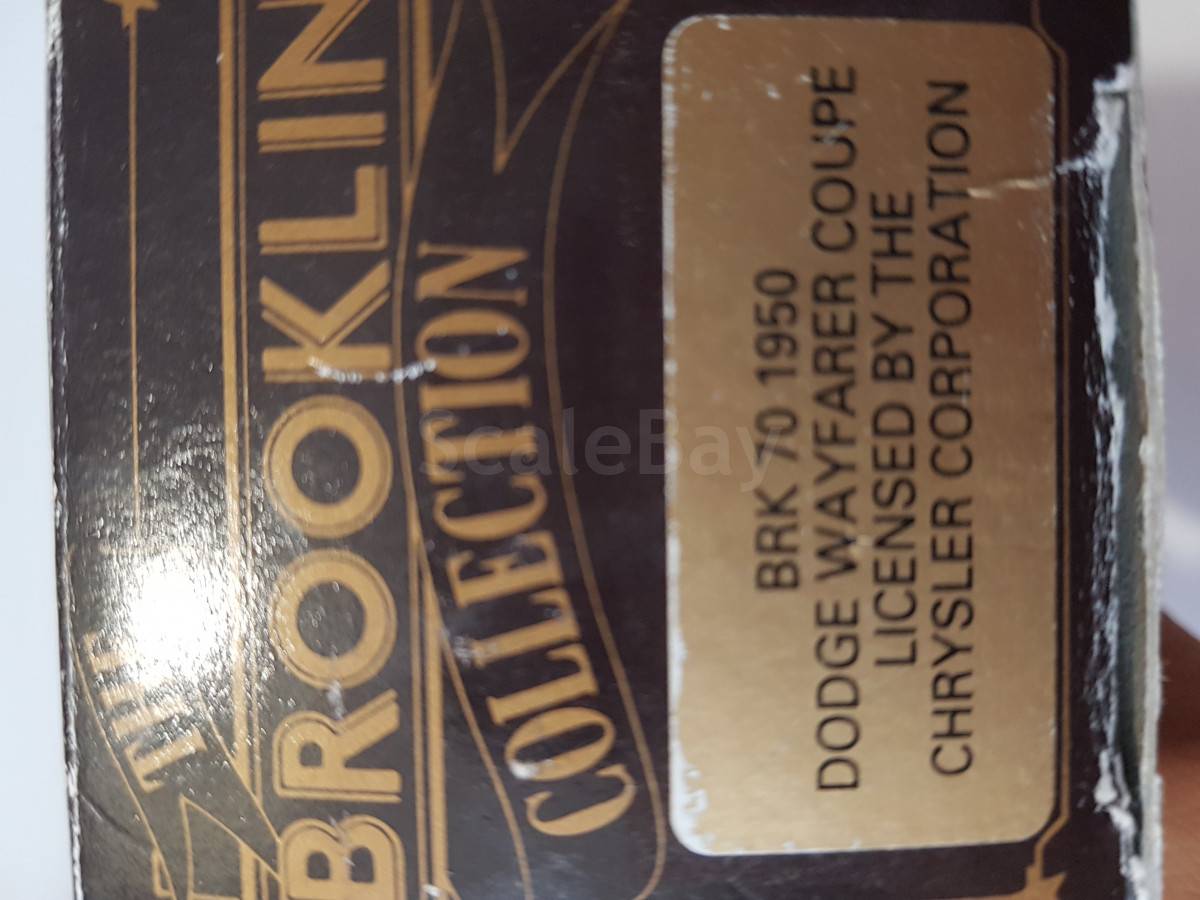 THE
BROOKLIN
COLLECTION
BRK 70 1950
DODGE WAYFARER COUPE
LICENSED BY THE
CHRYSLER CORPORATION
ScaleBay